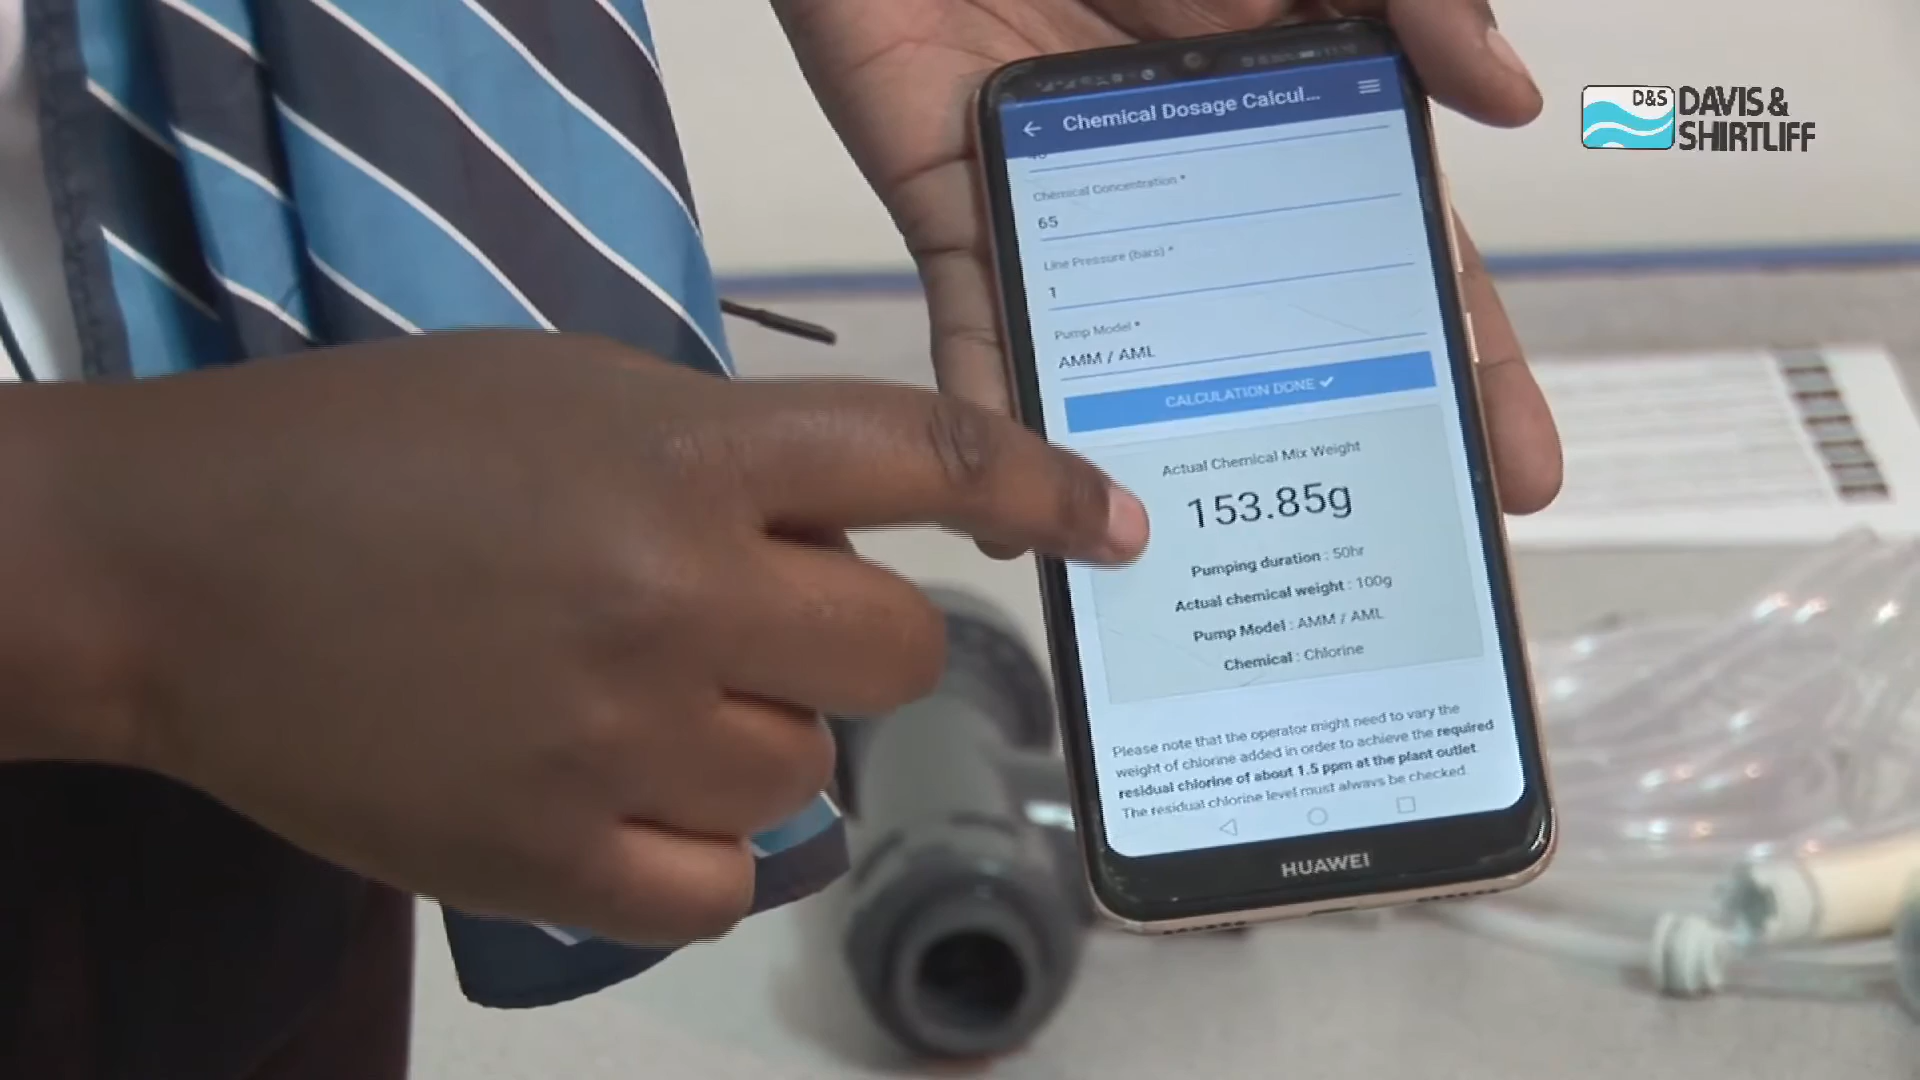 D&S DAVIS &
SHIRTLIFF
Chemical Dosage Calcul...
Chemical Concentration *
65
Line Pressure (bars) *
1
Pump Model *
AMM / AML
CALCULATION DONE ✔
Actual Chemical Mix Weight
153.85g
Pumping duration : 50hr
Actual chemical weight : 100g
Pump Model : AMM / AML
Chemical : Chlorine
Please note that the operator might need to vary the
weight of chlorine added in order to achieve the required
residual chlorine of about 1.5 ppm at the plant outlet
The residual chlorine level must always be checked
HUAWEI